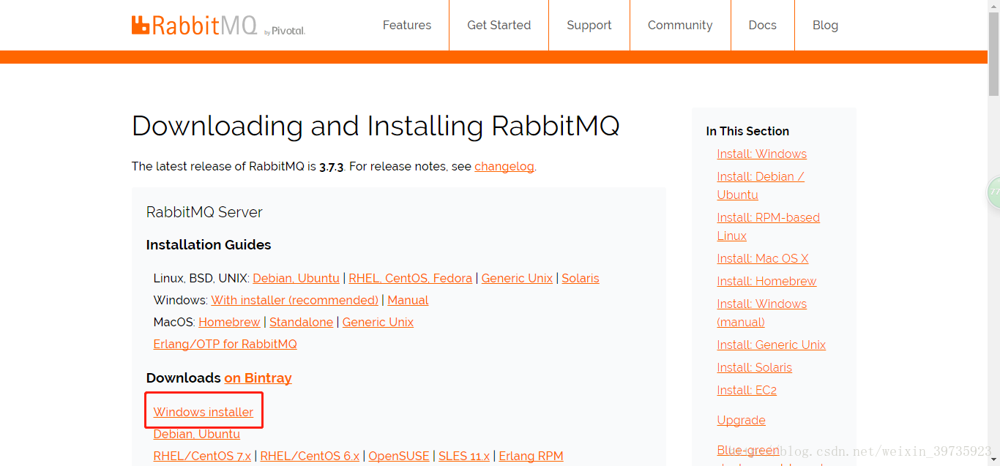 RabbitMQ by Pivotal.
Features
Get Started
Support
Community
Docs
Blog
Downloading and Installing RabbitMQ
The latest release of RabbitMQ is 3.7.3. For release notes, see changelog.
RabbitMQ Server
Installation Guides
Linux, BSD, UNIX: Debian, Ubuntu | RHEL, CentOS, Fedora | Generic Unix | Solaris
Windows: With installer (recommended) | Manual
MacOS: Homebrew | Standalone | Generic Unix
Erlang/OTP for RabbitMQ
Downloads on Bintray
Windows installer
Debian, Ubuntu
RHEL/CentOS 7.x | RHEL/CentOS 6.x | OpenSUSE | SLES 11.x | Erlang RPM
In This Section
Install: Windows
Install: Debian /
Ubuntu
Install: RPM-based
Linux
Install: Mac OS X
Install: Homebrew
Install: Windows
(manual)
Install: Generic Unix
Install: Solaris
Install: EC2
Upgrade
Blue-green
77
blog.csdn.net/weixin_39735923